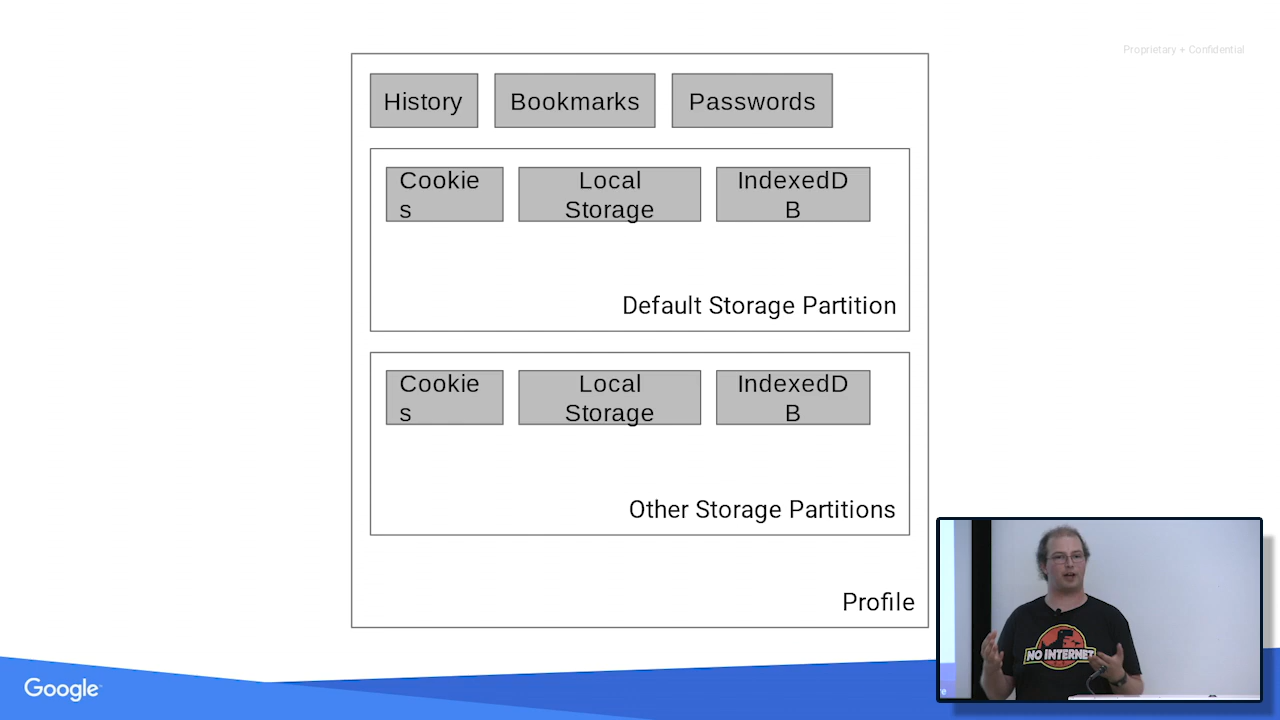 Proprietary + Confidential
History
Bookmarks
Passwords
Cookie
s
Local
Storage
IndexedD
B
Default Storage Partition
Cookie
s
Local
Storage
IndexedD
B
Other Storage Partitions
Profile
NO INTERNET
Google